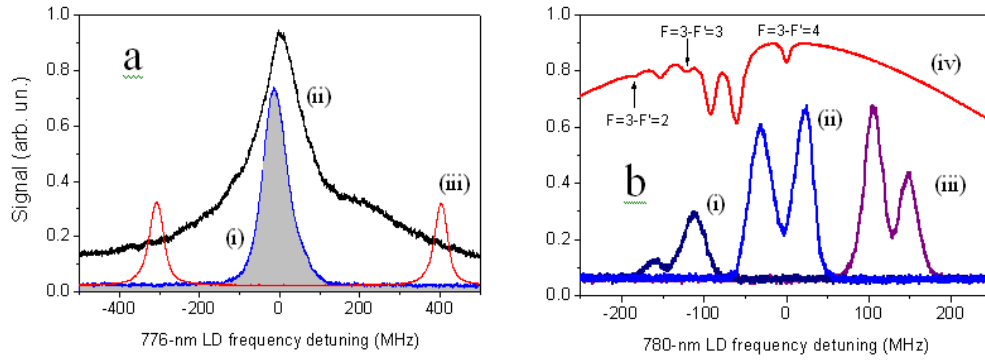 a
(i)
(ii)
(iii)
Signal (arb. un.)
1.0
0.8
0.6
0.4
0.2
0.0
-400
-200
0
200
400
776-nm LD frequency detuning (MHz)
b
F=3-F'=3
F=3-F'=4
F=3-F'=2
(iv)
(i)
(ii)
(iii)
1.0
0.8
0.6
0.4
0.2
0.0
-200
-100
0
100
200
780-nm LD frequency detuning (MHz)